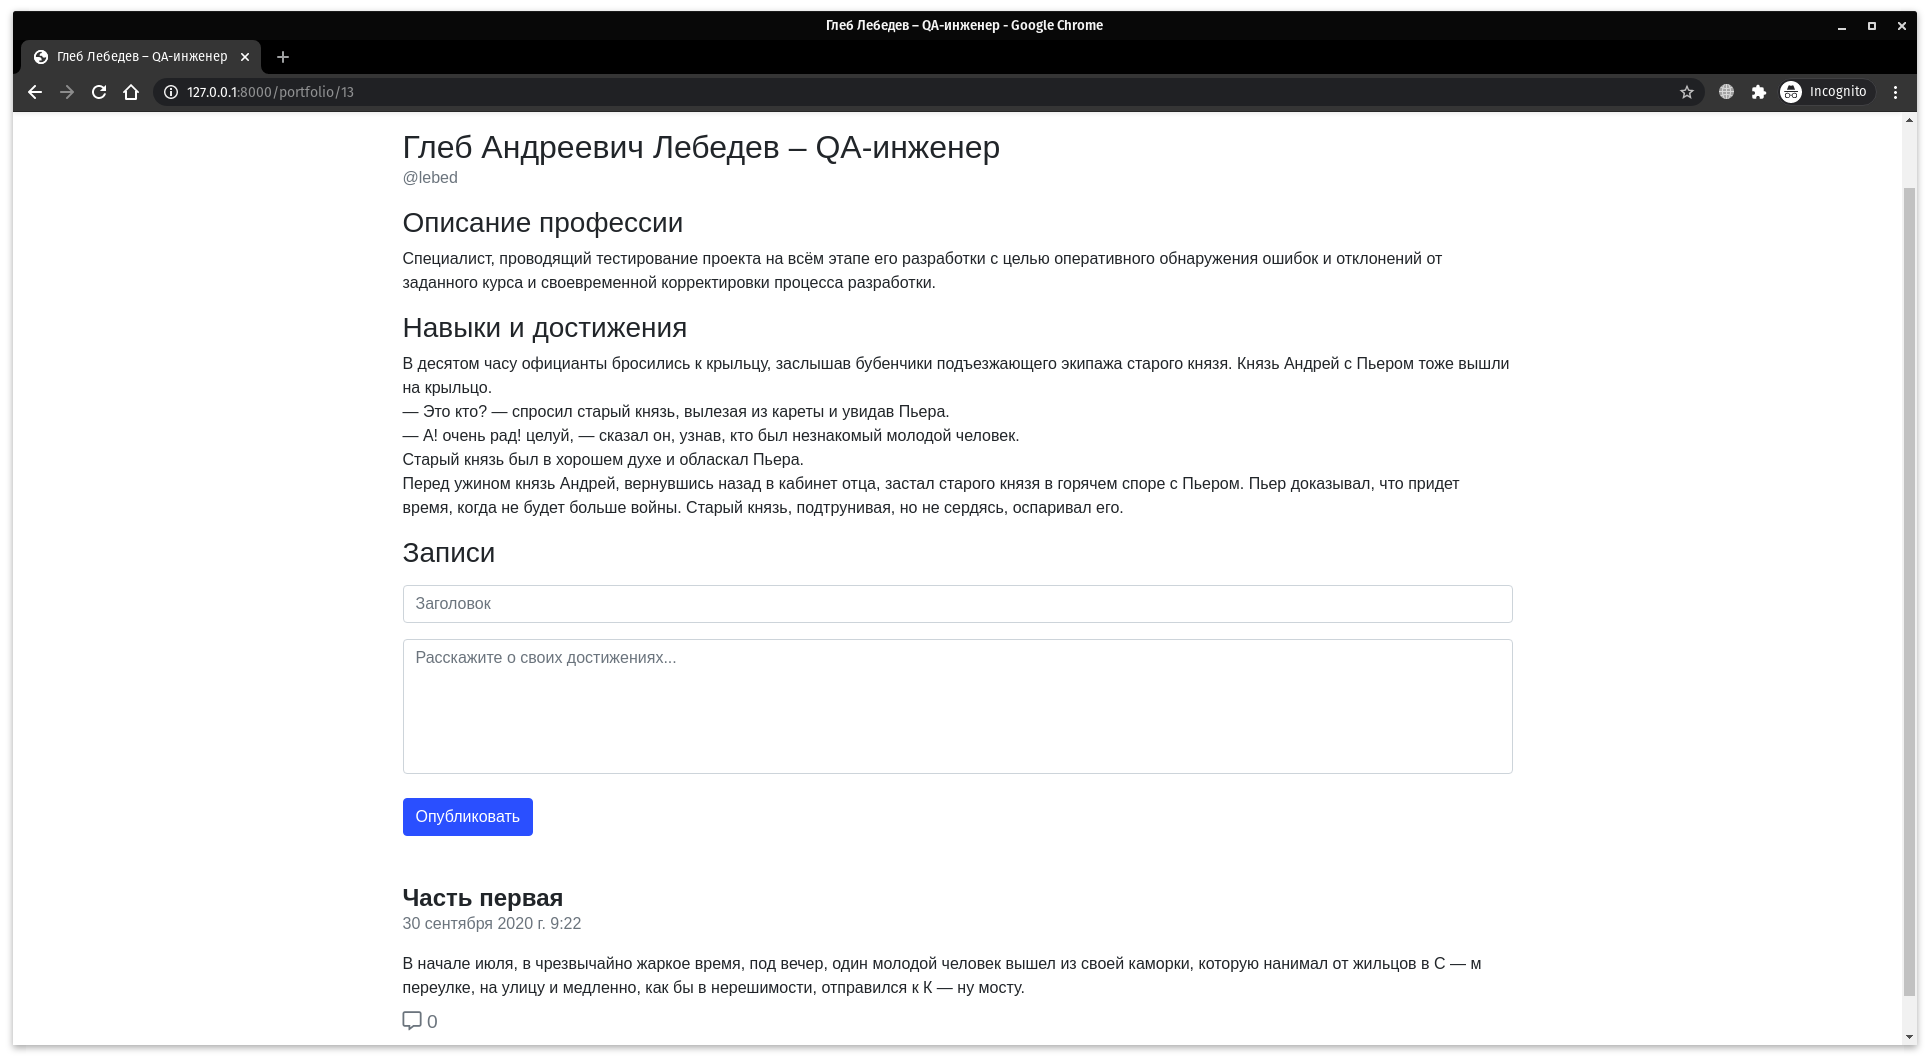 Глеб Лебедев – QA-инженер - Google Chrome
Глеб Лебедев – QA-инженер
127.0.0.1:8000/portfolio/13
Incognito
Глеб Андреевич Лебедев – QA-инженер
@lebed
Описание профессии
Специалист, проводящий тестирование проекта на всём этапе его разработки с целью оперативного обнаружения ошибок и отклонений от
заданного курса и своевременной корректировки процесса разработки.
Навыки и достижения
В десятом часу официанты бросились к крыльцу, заслышав бубенчики подъезжающего экипажа старого князя. Князь Андрей с Пьером тоже вышли
на крыльцо.
— Это кто? — спросил старый князь, вылезая из кареты и увидав Пьера.
— А! очень рад! целуй, — сказал он, узнав, кто был незнакомый молодой человек.
Старый князь был в хорошем духе и обласкал Пьера.
Перед ужином князь Андрей, вернувшись назад в кабинет отца, застал старого князя в горячем споре с Пьером. Пьер доказывал, что придет
время, когда не будет больше войны. Старый князь, подтрунивая, но не сердясь, оспаривал его.
Записи
Заголовок
Расскажите о своих достижениях...
Опубликовать
Часть первая
30 сентября 2020 г. 9:22
В начале июля, в чрезвычайно жаркое время, под вечер, один молодой человек вышел из своей каморки, которую нанимал от жильцов в С — м
переулке, на улицу и медленно, как бы в нерешимости, отправился к К — ну мосту.
0